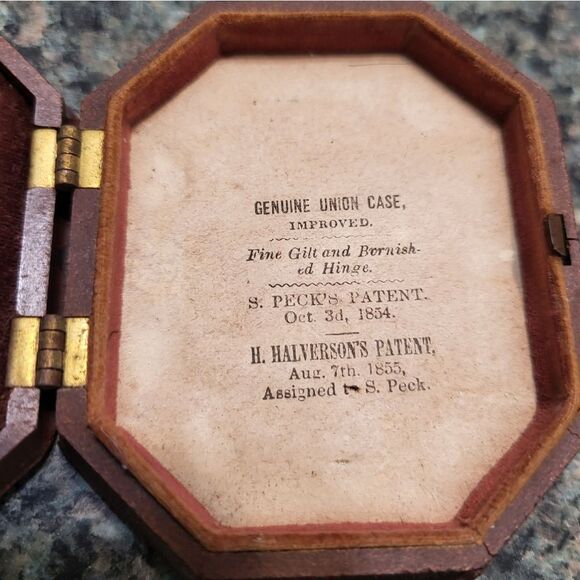 GENUINE UNION CASE,
IMPROVED.
Fine Gilt and Bvrnish-
ed Hinge.
S. PECK'S PATENT.
Oct. 3d, 1854.
H. HALVERSON'S PATENT,
Aug. 7th. 1855,
Assigned to S. Peck.